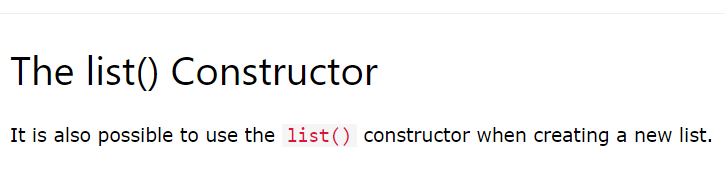 The list() Constructor
It is also possible to use the list() constructor when creating a new list.